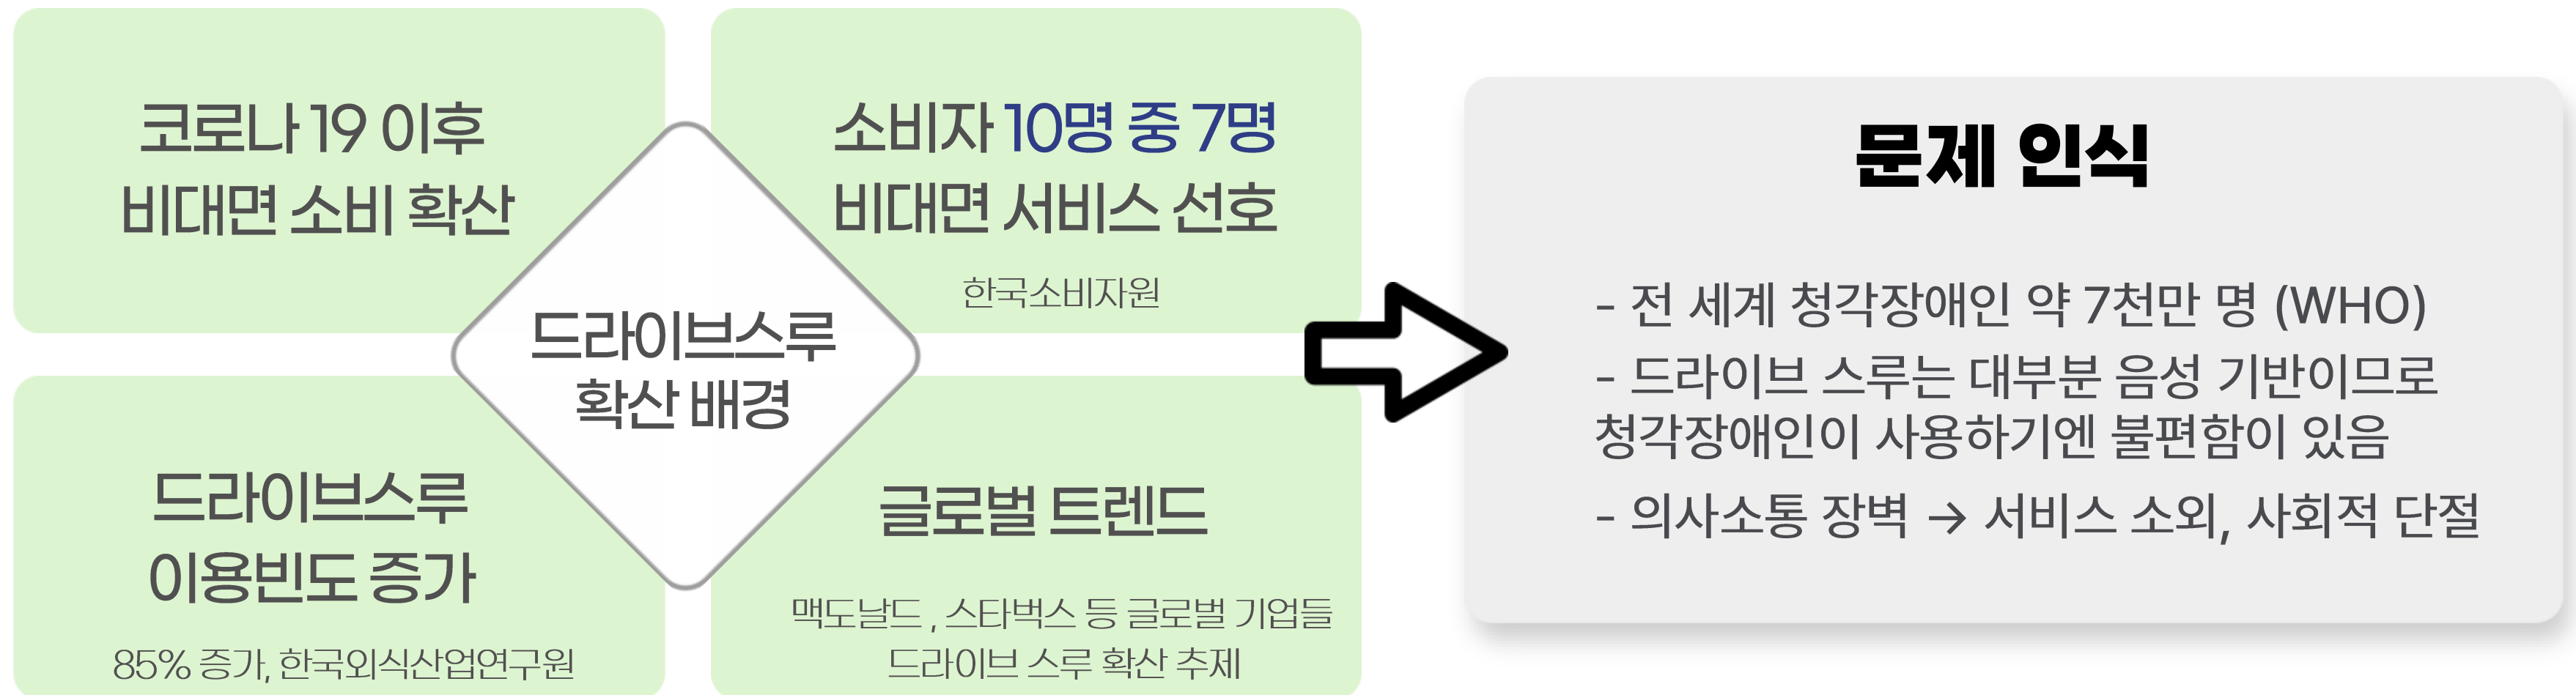 코로나 19 이후
비대면 소비 확산
소비자 10명 중 7명
비대면 서비스 선호
한국소비자원
드라이브스루
확산 배경
드라이브스루
이용빈도 증가
85% 증가, 한국외식산업연구원
글로벌 트렌드
맥도날드 , 스타벅스 등 글로벌 기업들
드라이브 스루 확산 추제
문제 인식
- 전 세계 청각장애인 약 7천만 명 (WHO)
- 드라이브 스루는 대부분 음성 기반이므로
청각장애인이 사용하기엔 불편함이 있음
- 의사소통 장벽 → 서비스 소외, 사회적 단절